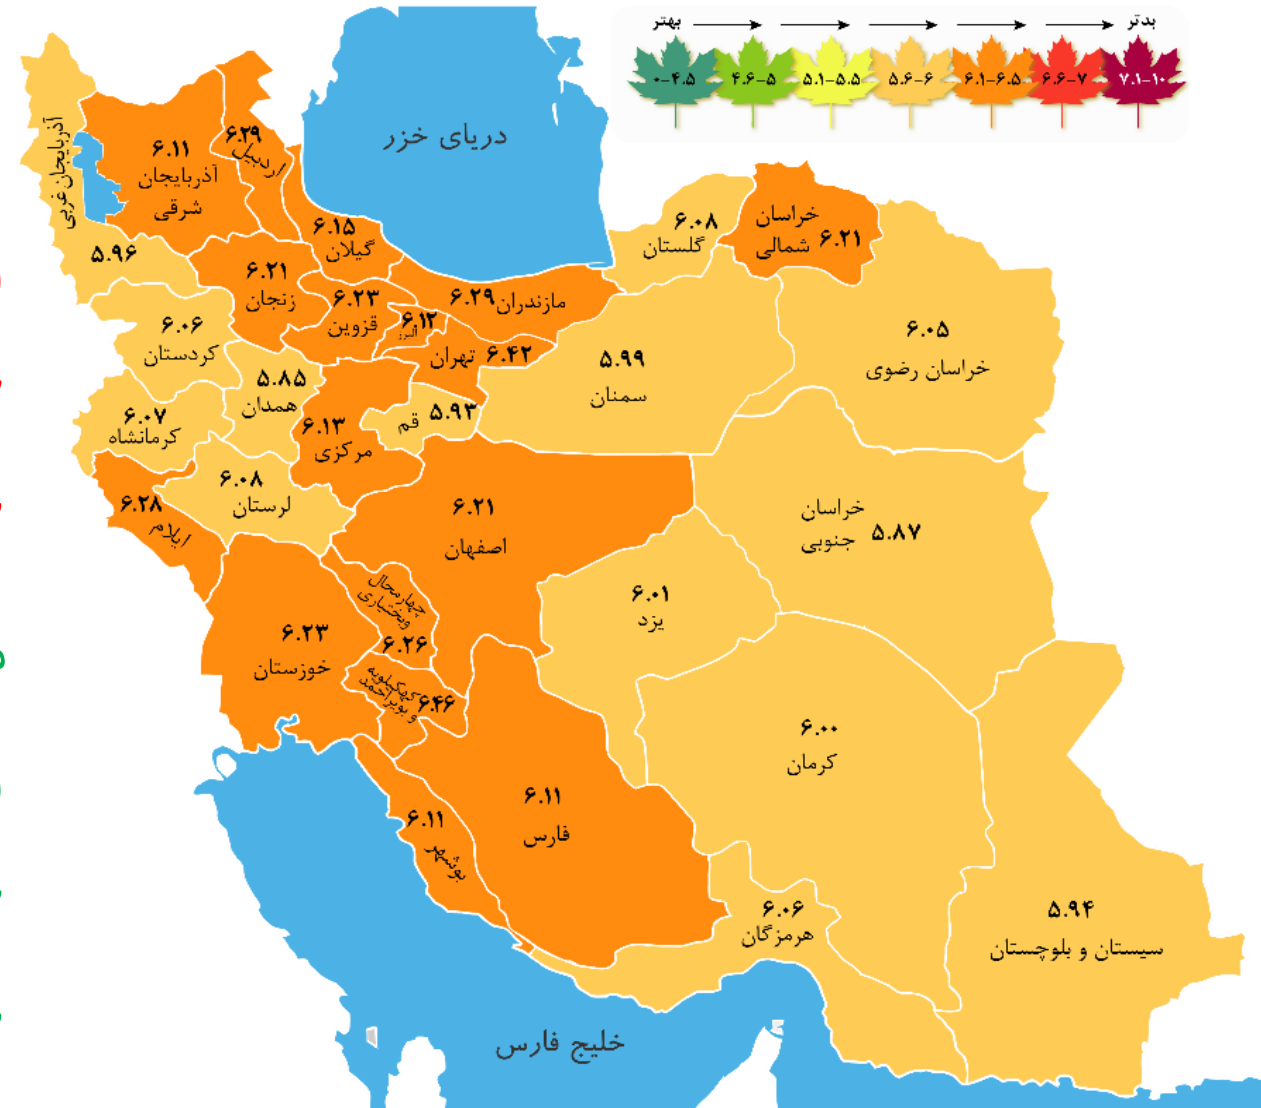 بهتر
بدتر
۰-۴.۵
۴.۶-۵
۵.۱-۵.۵
۵.۶-۶
۶.۱-۶.۵
۶.۶-۷
۷.۱-۱۰
دریای خزر
آذربایجان غربی
۵.۹۶
۶.۱۱
آذربایجان
شرقی
۶.۲۹
اردبیل
۶.۱۵
گیلان
۶.۲۱
زنجان
۶.۲۳
قزوین
۶.۱۲
البرز
مازندران ۶.۲۹
تهران ۶.۴۲
۶.۰۸
گلستان
خراسان
شمالی ۶.۲۱
۶.۰۵
خراسان رضوی
۵.۹۹
سمنان
۶.۰۶
کردستان
۵.۸۵
همدان
۶.۰۷
کرمانشاه
۶.۱۳
مرکزی
قم ۵.۹۳
۶.۰۸
لرستان
۶.۲۸
ایلام
۶.۲۱
اصفهان
خراسان
جنوبی ۵.۸۷
۶.۰۱
یزد
چهارمحال
وبختیاری
۶.۲۶
۶.۲۳
خوزستان
کهگیلویه
و بویراحمد
۶.۴۶
۶.۰۰
کرمان
۶.۱۱
فارس
۶.۱۱
بوشهر
۶.۰۶
هرمزگان
۵.۹۴
سیستان و بلوچستان
خلیج فارس